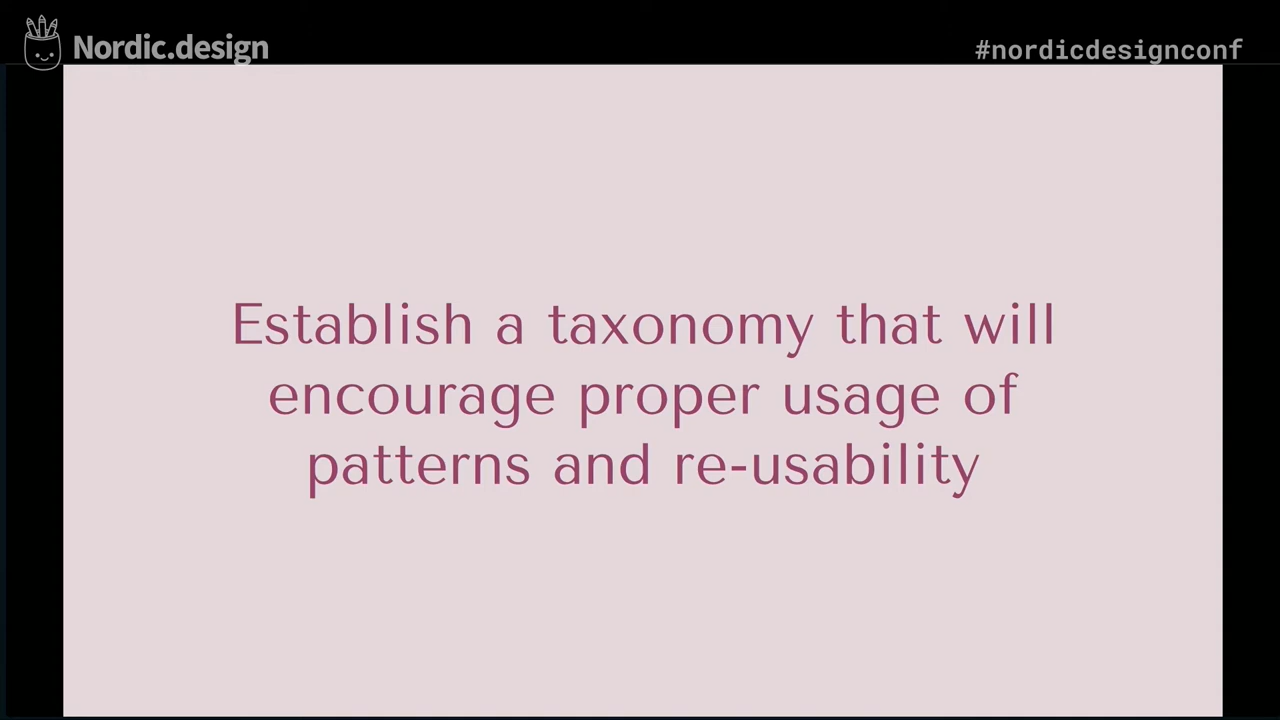 Nordic.design
#nordicdesignconf
Establish a taxonomy that will
encourage proper usage of
patterns and re-usability